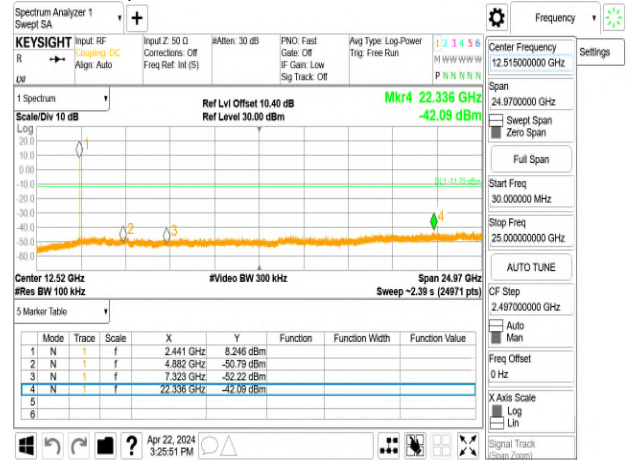 Spectrum Analyzer 1
Swept SA
Frequency
KEYSIGHT
R
Input: RF
Coupling: DC
Align: Auto
Input Z: 50 Ω
Corrections: Off
Freq Ref: Int (S)
#Atten: 30 dB
PNO: Fast
Gate: Off
IF Gain: Low
Sig Track: Off
Avg Type: Log-Power
Trig: Free Run
1 2 3 4 5 6
M W W W W W
P N N N N N
Center Frequency
12.515000000 GHz
Settings
Span
24.9700000 GHz
Swept Span
Zero Span
Full Span
Start Freq
30.000000 MHz
Stop Freq
25.000000000 GHz
AUTO TUNE
CF Step
2.497000000 GHz
Auto
Man
Freq Offset
0 Hz
X Axis Scale
Log
Lin
Signal Track
(Span Zoom)
1 Spectrum
Scale/Div 10 dB
Ref Lvl Offset 10.40 dB
Ref Level 30.00 dBm
Mkr4 22.336 GHz
-42.09 dBm
Log
20.0
10.0
0.00
-10.0
-20.0
-30.0
-40.0
-50.0
-60.0
1
2
3
4
DL1 -11.75 dBm
Center 12.52 GHz
#Res BW 100 kHz
#Video BW 300 kHz
Span 24.97 GHz
Sweep ~2.39 s (24971 pts)
5 Marker Table
Mode Trace Scale X Y Function Function Width Function Value
1 N 1 f 2.441 GHz 8.246 dBm
2 N 1 f 4.882 GHz -50.79 dBm
3 N 1 f 7.323 GHz -52.22 dBm
4 N 1 f 22.336 GHz -42.09 dBm
5
6
Apr 22, 2024
3:25:51 PM